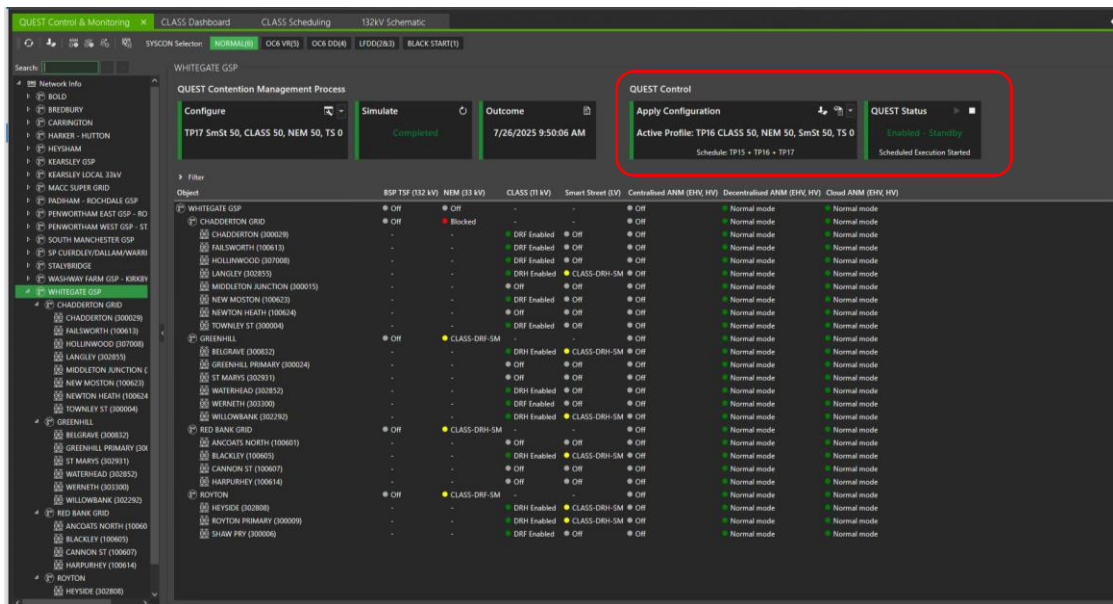 QUEST Control & Monitoring × CLASS Dashboard CLASS Scheduling 132kV Schematic
SYSCON Selector: NORMAL(6) OC6 VR(5) OC6 DD(4) LFDD(2&3) BLACK START(1)
Search:
Network Info
BOLD
BREDBURY
CARRINGTON
HARKER - HUTTON
HEYSHAM
KEARSLEY GSP
KEARSLEY LOCAL 33kV
MACC SUPER GRID
PADIHAM - ROCHDALE GSP
PENWORTHAM EAST GSP - RO
PENWORTHAM WEST GSP - ST.
SOUTH MANCHESTER GSP
SP CUERDLEY/DALLAM/WARRI
STALYBRIDGE
WASHWAY FARM GSP - KIRKBY
WHITEGATE GSP
CHADDERTON GRID
CHADDERTON (300029)
FAILSWORTH (100613)
HOLLINWOOD (307008)
LANGLEY (302855)
MIDDLETON JUNCTION (
NEW MOSTON (100623)
NEWTON HEATH (100624
TOWNLEY ST (300004)
GREENHILL
BELGRAVE (300832)
GREENHILL PRIMARY (300
ST MARYS (302931)
WATERHEAD (302852)
WERNETH (303300)
WILLOWBANK (302292)
RED BANK GRID
ANCOATS NORTH (10060
BLACKLEY (100605)
CANNON ST (100607)
HARPURHEY (100614)
ROYTON
HEYSIDE (302808)
WHITEGATE GSP
QUEST Contention Management Process
Configure
TP17 SmSt 50, CLASS 50, NEM 50, TS 0
Simulate
Completed
Outcome
7/26/2025 9:50:06 AM
QUEST Control
Apply Configuration
Active Profile: TP16 CLASS 50, NEM 50, SmSt 50, TS 0
Schedule: TP15 + TP16 + TP17
QUEST Status
Enabled - Standby
Scheduled Execution Started
Filter
Object BSP TSF (132 kV) NEM (33 kV) CLASS (11 kV) Smart Street (LV) Centralised ANM (EHV, HV) Decentralised ANM (EHV, HV) Cloud ANM (EHV, HV)
WHITEGATE GSP Off Off - - Off Normal mode Normal mode
CHADDERTON GRID Off Blocked - - Off Normal mode Normal mode
CHADDERTON (300029) - - DRF Enabled Off Off Normal mode Normal mode
FAILSWORTH (100613) - - DRF Enabled Off Off Normal mode Normal mode
HOLLINWOOD (307008) - - DRF Enabled Off Off Normal mode Normal mode
LANGLEY (302855) - - DRH Enabled CLASS-DRH-SM Off Normal mode Normal mode
MIDDLETON JUNCTION (300015) - - Off Off Off Normal mode Normal mode
NEW MOSTON (100623) - - DRF Enabled Off Off Normal mode Normal mode
NEWTON HEATH (100624) - - Off Off Off Normal mode Normal mode
TOWNLEY ST (300004) - - DRF Enabled Off Off Normal mode Normal mode
GREENHILL Off CLASS-DRF-SM - - Off Normal mode Normal mode
BELGRAVE (300832) - - DRH Enabled CLASS-DRH-SM Off Normal mode Normal mode
GREENHILL PRIMARY (300024) - - Off Off Off Normal mode Normal mode
ST MARYS (302931) - - Off Off Off Normal mode Normal mode
WATERHEAD (302852) - - DRH Enabled Off Off Normal mode Normal mode
WERNETH (303300) - - DRF Enabled Off Off Normal mode Normal mode
WILLOWBANK (302292) - - DRH Enabled CLASS-DRH-SM Off Normal mode Normal mode
RED BANK GRID Off CLASS-DRH-SM - - Off Normal mode Normal mode
ANCOATS NORTH (100601) - - Off Off Off Normal mode Normal mode
BLACKLEY (100605) - - DRH Enabled CLASS-DRH-SM Off Normal mode Normal mode
CANNON ST (100607) - - Off Off Off Normal mode Normal mode
HARPURHEY (100614) - - Off Off Off Normal mode Normal mode
ROYTON Off CLASS-DRF-SM - - Off Normal mode Normal mode
HEYSIDE (302808) - - DRH Enabled CLASS-DRH-SM Off Normal mode Normal mode
ROYTON PRIMARY (300009) - - DRH Enabled CLASS-DRH-SM Off Normal mode Normal mode
SHAW PRY (300006) - - DRF Enabled Off Off Normal mode Normal mode